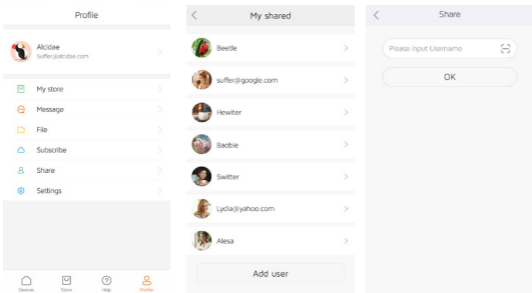 Profile
Alcidae
Suffer@alcidae.com
My store
Message
File
Subscribe
Share
Settings
Devices
Store
Help
Profile
My shared
Beetle
suffer@google.com
Hewiter
Baobie
Switter
Lydia@yahoo.com
Alesa
Add user
Share
Please input Username
OK